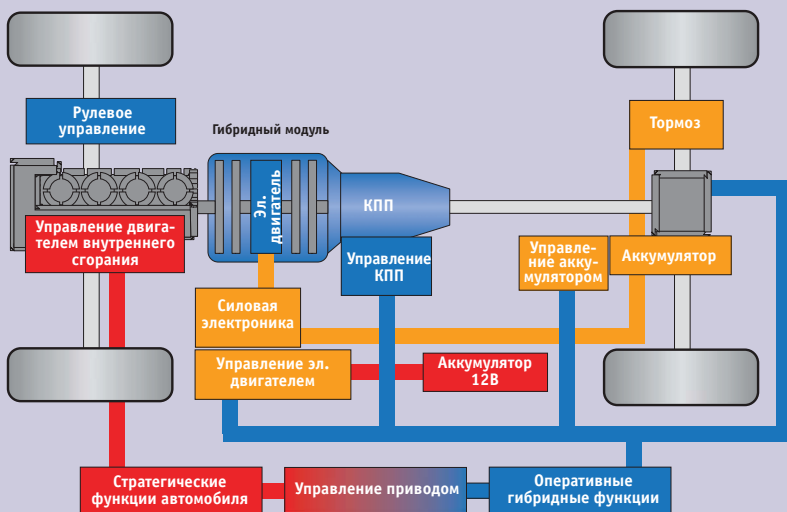 Рулевое
управление
Гибридный модуль
Тормоз
Эл.
двигатель
КПП
Управление двига-
телем внутреннего
сгорания
Управление
КПП
Управле-
ние акку-
мулятором
Аккумулятор
Силовая
электроника
Управление эл.
двигателем
Аккумулятор
12В
Стратегические
функции автомобиля
Управление приводом
Оперативные
гибридные функции